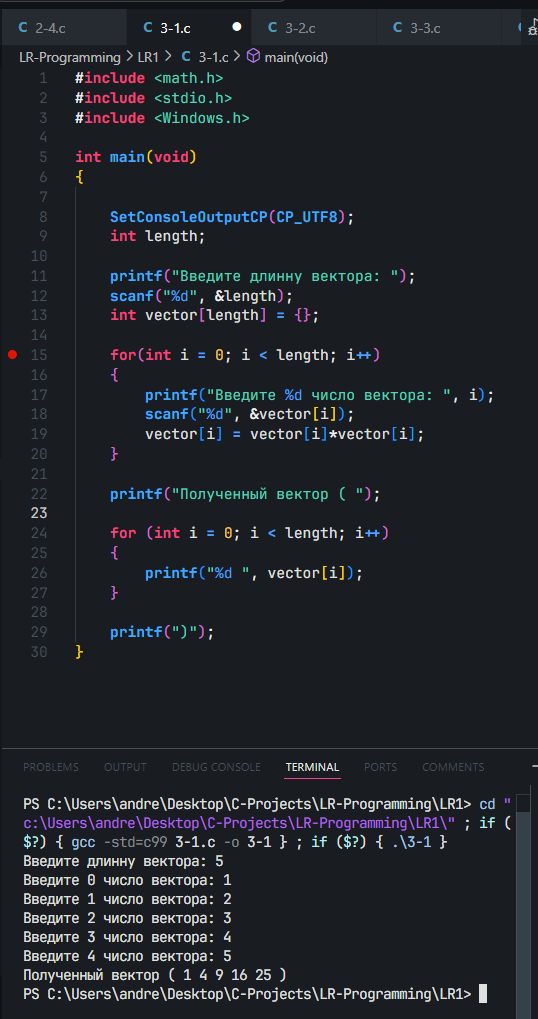 C 2-4.c C 3-1.c C 3-2.c C 3-3.c
LR-Programming > LR1 > C 3-1.c > main(void)
1 #include <math.h>
2 #include <stdio.h>
3 #include <Windows.h>
4
5 int main(void)
6 {
7
8 SetConsoleOutputCP(CP_UTF8);
9 int length;
10
11 printf("Введите длинну вектора: ");
12 scanf("%d", &length);
13 int vector[length] = {};
14
15 for(int i = 0; i < length; i++)
16 {
17 printf("Введите %d число вектора: ", i);
18 scanf("%d", &vector[i]);
19 vector[i] = vector[i]*vector[i];
20 }
21
22 printf("Полученный вектор ( ");
23
24 for (int i = 0; i < length; i++)
25 {
26 printf("%d ", vector[i]);
27 }
28
29 printf(")");
30 }
PROBLEMS OUTPUT DEBUG CONSOLE TERMINAL PORTS COMMENTS
PS C:\Users\andre\Desktop\C-Projects\LR-Programming\LR1> cd "
c:\Users\andre\Desktop\C-Projects\LR-Programming\LR1\" ; if (
$?) { gcc -std=c99 3-1.c -o 3-1 } ; if ($?) { .\3-1 }
Введите длинну вектора: 5
Введите 0 число вектора: 1
Введите 1 число вектора: 2
Введите 2 число вектора: 3
Введите 3 число вектора: 4
Введите 4 число вектора: 5
Полученный вектор ( 1 4 9 16 25 )
PS C:\Users\andre\Desktop\C-Projects\LR-Programming\LR1>